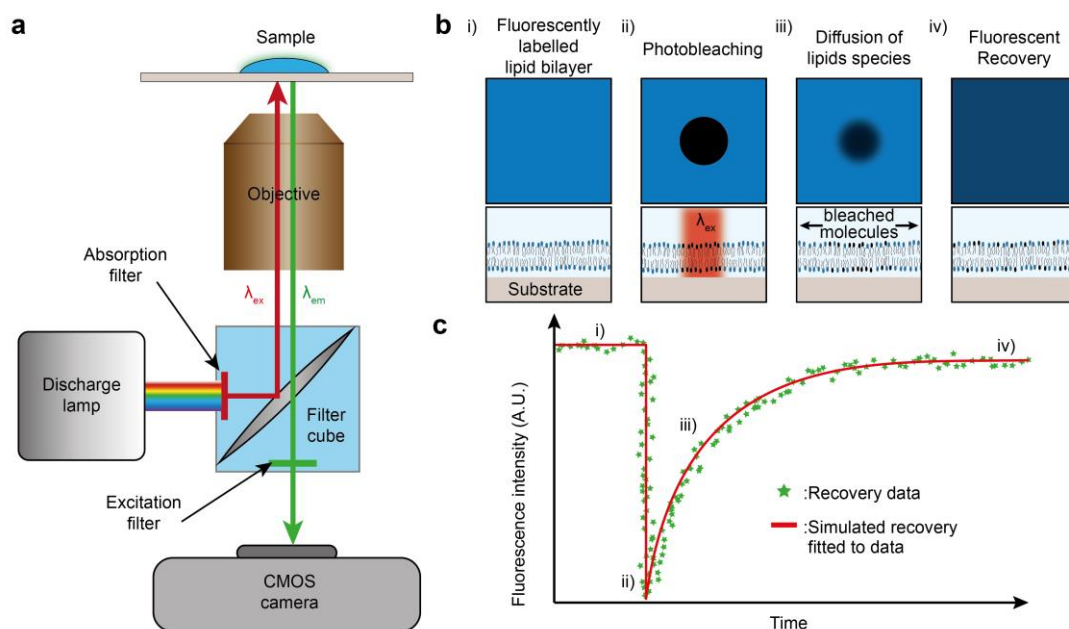 a
Sample
Objective
Absorption
filter
λex
λem
Discharge
lamp
Filter
cube
Excitation
filter
CMOS
camera
b
i)
Fluorescently
labelled
lipid bilayer
ii)
Photobleaching
iii)
Diffusion of
lipids species
iv)
Fluorescent
Recovery
Substrate
λex
bleached
molecules
c
Fluorescence intensity (A.U.)
i)
ii)
iii)
iv)
:Recovery data
:Simulated recovery
fitted to data
Time